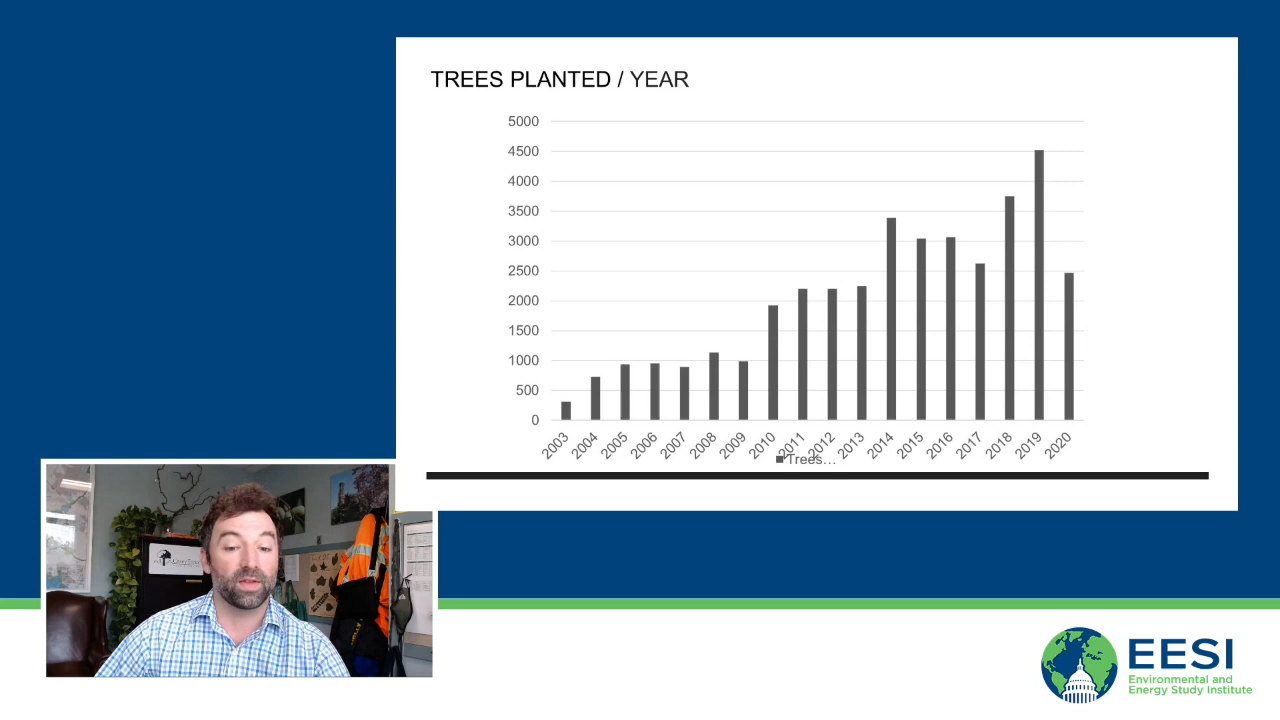 TREES PLANTED / YEAR
5000
4500
4000
3500
3000
2500
2000
1500
1000
500
0
2003 2004 2005 2006 2007 2008 2009 2010 2011 2012 2013 2014 2015 2016 2017 2018 2019 2020
Trees...
EESI
Environmental and
Energy Study Institute